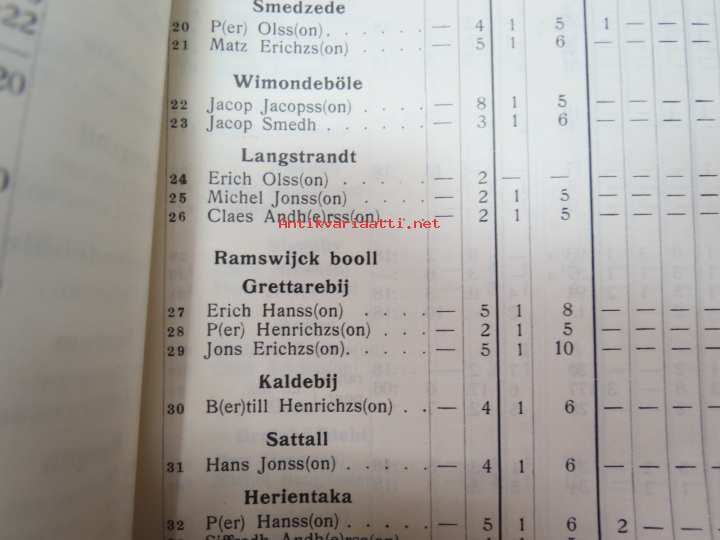 22
20
Smedzede
20 P(er) Olss(on). . . . . — 4 1 5 1 — — —
21 Matz Erichzs(on) . . . . — 5 1 6 — — — —
Wimondeböle
22 Jacop Jacopss(on) . . . . — 8 1 5 — — — —
23 Jacop Smedh . . . . . — 3 1 6 — — — —
Langstrandt
24 Erich Olss(on) . . . . . — 2 — — — — — —
25 Michel Jonss(on) . . . . — 2 1 5 — — — —
26 Claes Andh(e)rss(on) . . . — 2 1 5 — — — —
Antikvariaatti.net
Ramswijck booll
Grettarebij
27 Erich Hanss(on) . . . . — 5 1 8 — — — —
28 P(er) Henrichzs(on) . . . — 2 1 5 — — — —
29 Jons Erichzs(on). . . . . — 5 1 10 — — — —
Kaldebij
30 B(er)till Henrichzs(on) . . — 4 1 6 — — — —
Sattall
31 Hans Jonss(on) . . . . . — 4 1 6 — — — —
Herientaka
32 P(er) Hanss(on) . . . . . — 5 1 6 2 — — —